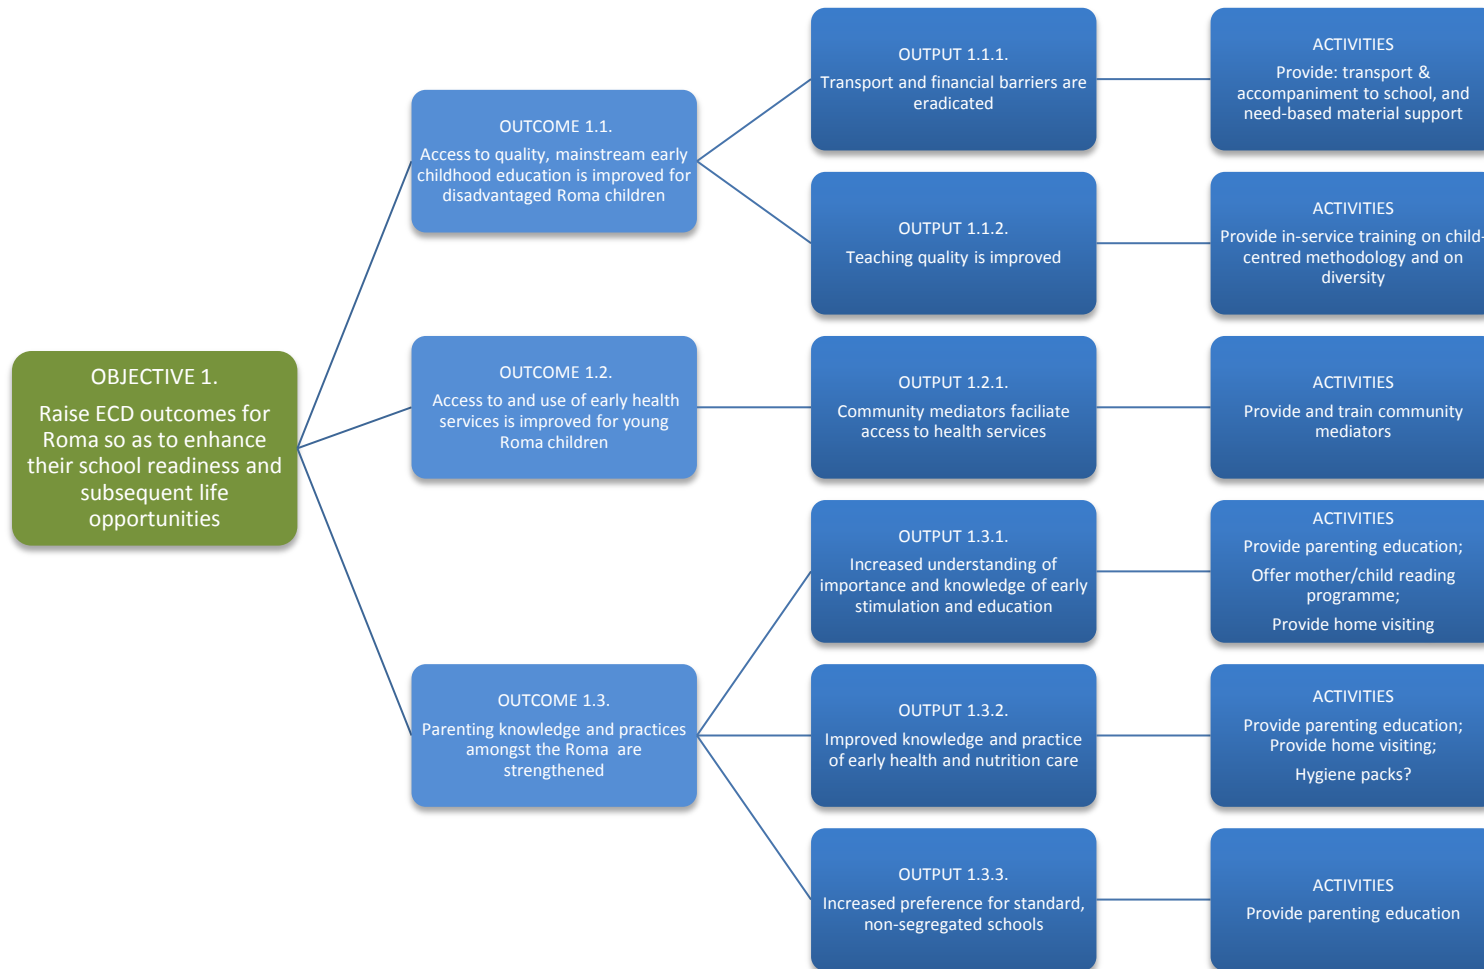 OBJECTIVE 1.
Raise ECD outcomes for
Roma so as to enhance
their school readiness and
subsequent life
opportunities
OUTCOME 1.1.
Access to quality, mainstream early
childhood education is improved for
disadvantaged Roma children
OUTPUT 1.1.1.
Transport and financial barriers are
eradicated
ACTIVITIES
Provide: transport &
accompaniment to school, and
need-based material support
OUTPUT 1.1.2.
Teaching quality is improved
ACTIVITIES
Provide in-service training on child-
centred methodology and on
diversity
OUTCOME 1.2.
Access to and use of early health
services is improved for young
Roma children
OUTPUT 1.2.1.
Community mediators faciliate
access to health services
ACTIVITIES
Provide and train community
mediators
OUTCOME 1.3.
Parenting knowledge and practices
amongst the Roma are
strengthened
OUTPUT 1.3.1.
Increased understanding of
importance and knowledge of early
stimulation and education
ACTIVITIES
Provide parenting education;
Offer mother/child reading
programme;
Provide home visiting
OUTPUT 1.3.2.
Improved knowledge and practice
of early health and nutrition care
ACTIVITIES
Provide parenting education;
Provide home visiting;
Hygiene packs?
OUTPUT 1.3.3.
Increased preference for standard,
non-segregated schools
ACTIVITIES
Provide parenting education